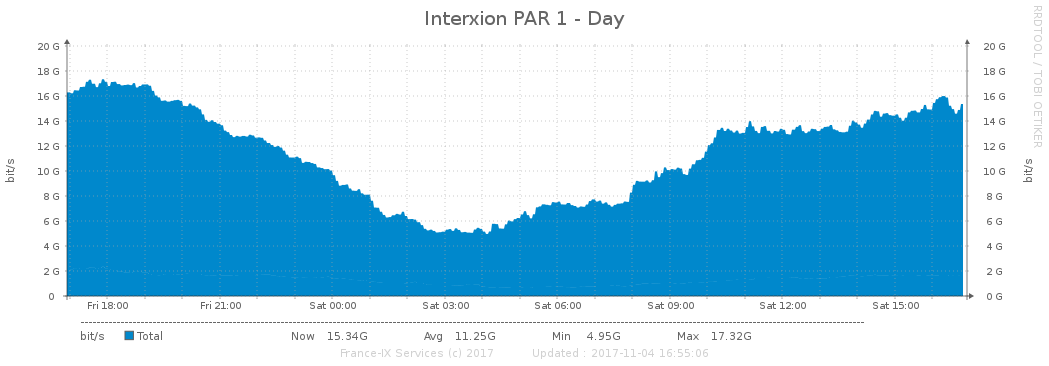 Interxion PAR 1 - Day
RRDTOOL / TOBI OETIKER
bit/s
20 G 20 G
18 G 18 G
16 G 16 G
14 G 14 G
12 G 12 G
10 G 10 G
8 G 8 G
6 G 6 G
4 G 4 G
2 G 2 G
0 0 G
bit/s
Fri 18:00 Fri 21:00 Sat 00:00 Sat 03:00 Sat 06:00 Sat 09:00 Sat 12:00 Sat 15:00
bit/s Total Now 15.34G Avg 11.25G Min 4.95G Max 17.32G
France-IX Services (c) 2017 Updated : 2017-11-04 16:55:06